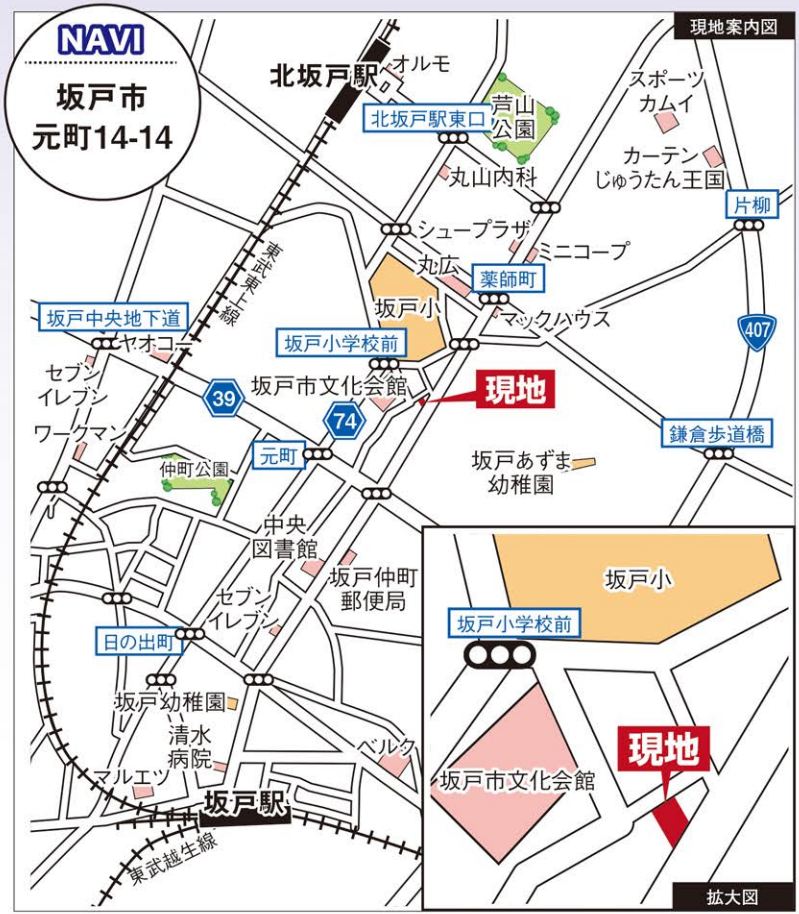 NAVI
坂戸市
元町14-14
現地案内図
北坂戸駅
オルモ
北坂戸駅東口
芦山
公園
スポーツ
カムイ
カーテン
じゅうたん王国
丸山内科
片柳
シュープラザ
ミニコープ
丸広
薬師町
東武東上線
坂戸小
マックハウス
坂戸中央地下道
ヤオコー
坂戸小学校前
407
セブン
イレブン
坂戸市文化会館
現地
39
74
ワークマン
元町
鎌倉歩道橋
仲町公園
坂戸あずま
幼稚園
中央
図書館
坂戸仲町
郵便局
セブン
イレブン
日の出町
坂戸幼稚園
清水
病院
ベルク
マルエツ
坂戸駅
東武越生線
坂戸小
坂戸小学校前
現地
坂戸市文化会館
拡大図